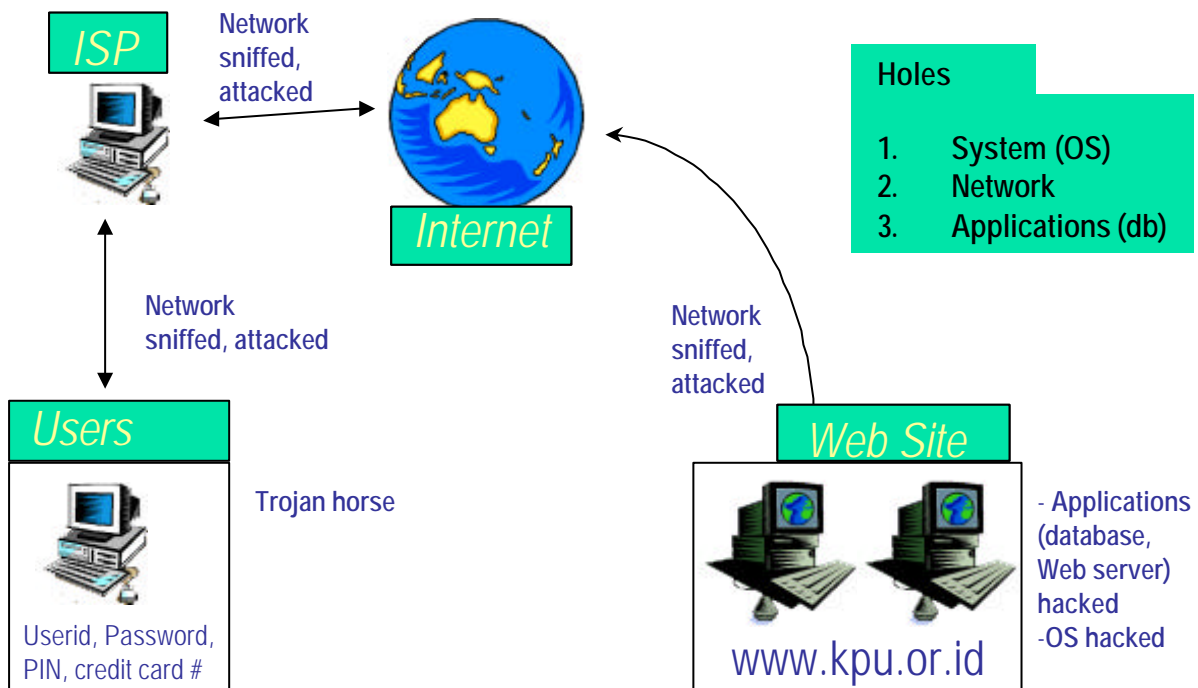 ISP
Network
sniffed,
attacked
Internet
Holes
1. System (OS)
2. Network
3. Applications (db)
Network
sniffed, attacked
Network
sniffed,
attacked
Users
Trojan horse
Userid, Password,
PIN, credit card #
Web Site
www.kpu.or.id
- Applications
(database,
Web server)
hacked
-OS hacked